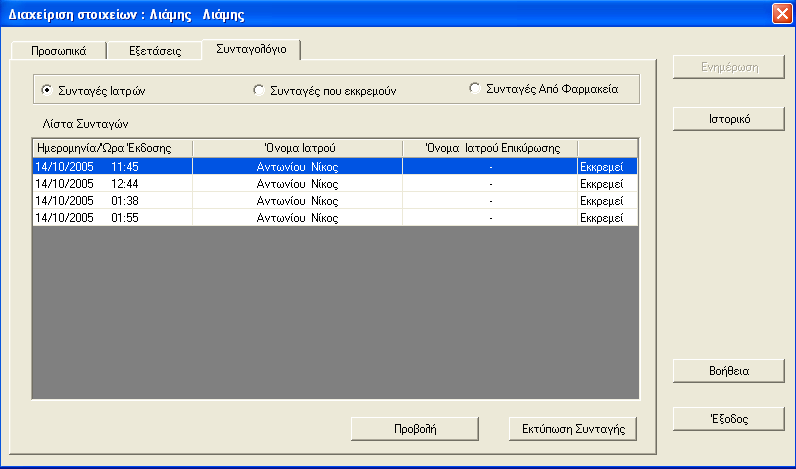 Διαχείριση στοιχείων : Λιάμης Λιάμης
Προσωπικά Εξετάσεις Συνταγολόγιο
Ενημέρωση
Συνταγές Ιατρών Συνταγές που εκκρεμούν Συνταγές Από Φαρμακεία
Ιστορικό
Λίστα Συνταγών
Ημερομηνία/Ώρα Έκδοσης Όνομα Ιατρού Όνομα Ιατρού Επικύρωσης
14/10/2005 11:45 Αντωνίου Νίκος - Εκκρεμεί
14/10/2005 12:44 Αντωνίου Νίκος - Εκκρεμεί
14/10/2005 01:38 Αντωνίου Νίκος - Εκκρεμεί
14/10/2005 01:55 Αντωνίου Νίκος - Εκκρεμεί
Βοήθεια
Έξοδος
Προβολή Εκτύπωση Συνταγής